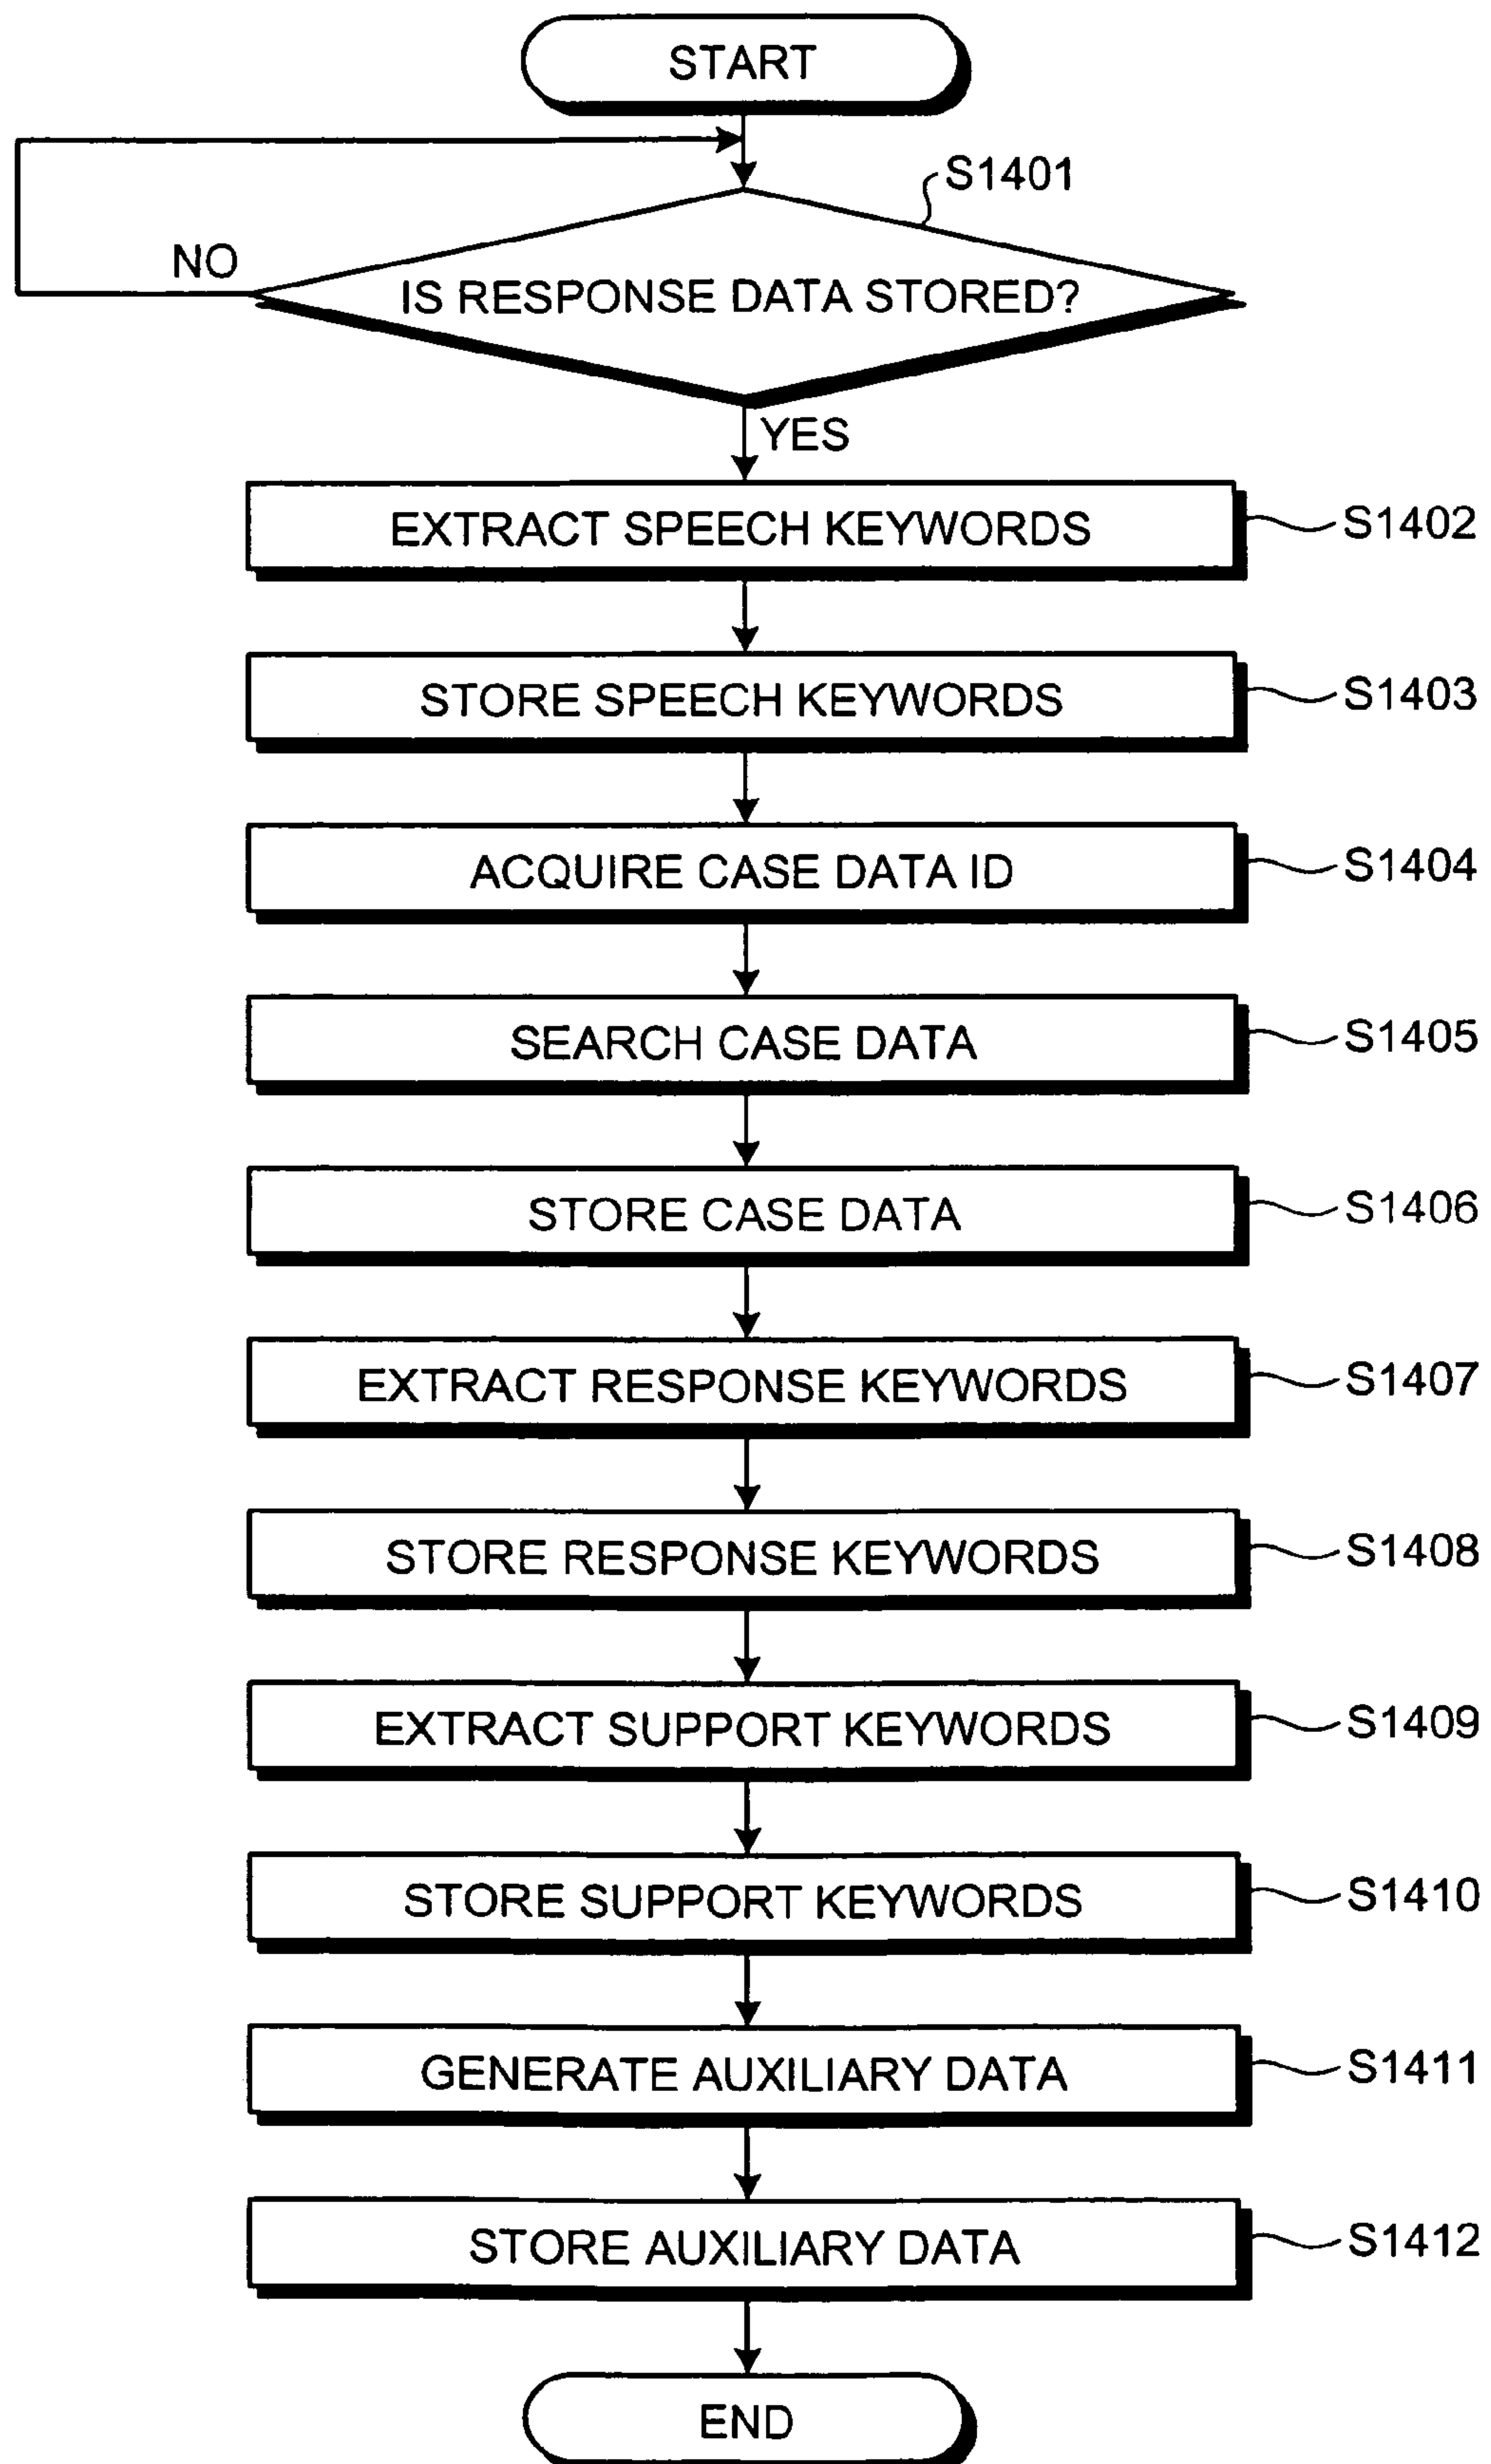 START
S1401
NO
IS RESPONSE DATA STORED?
YES
EXTRACT SPEECH KEYWORDS
S1402
STORE SPEECH KEYWORDS
S1403
ACQUIRE CASE DATA ID
S1404
SEARCH CASE DATA
S1405
STORE CASE DATA
S1406
EXTRACT RESPONSE KEYWORDS
S1407
STORE RESPONSE KEYWORDS
S1408
EXTRACT SUPPORT KEYWORDS
S1409
STORE SUPPORT KEYWORDS
S1410
GENERATE AUXILIARY DATA
S1411
STORE AUXILIARY DATA
S1412
END